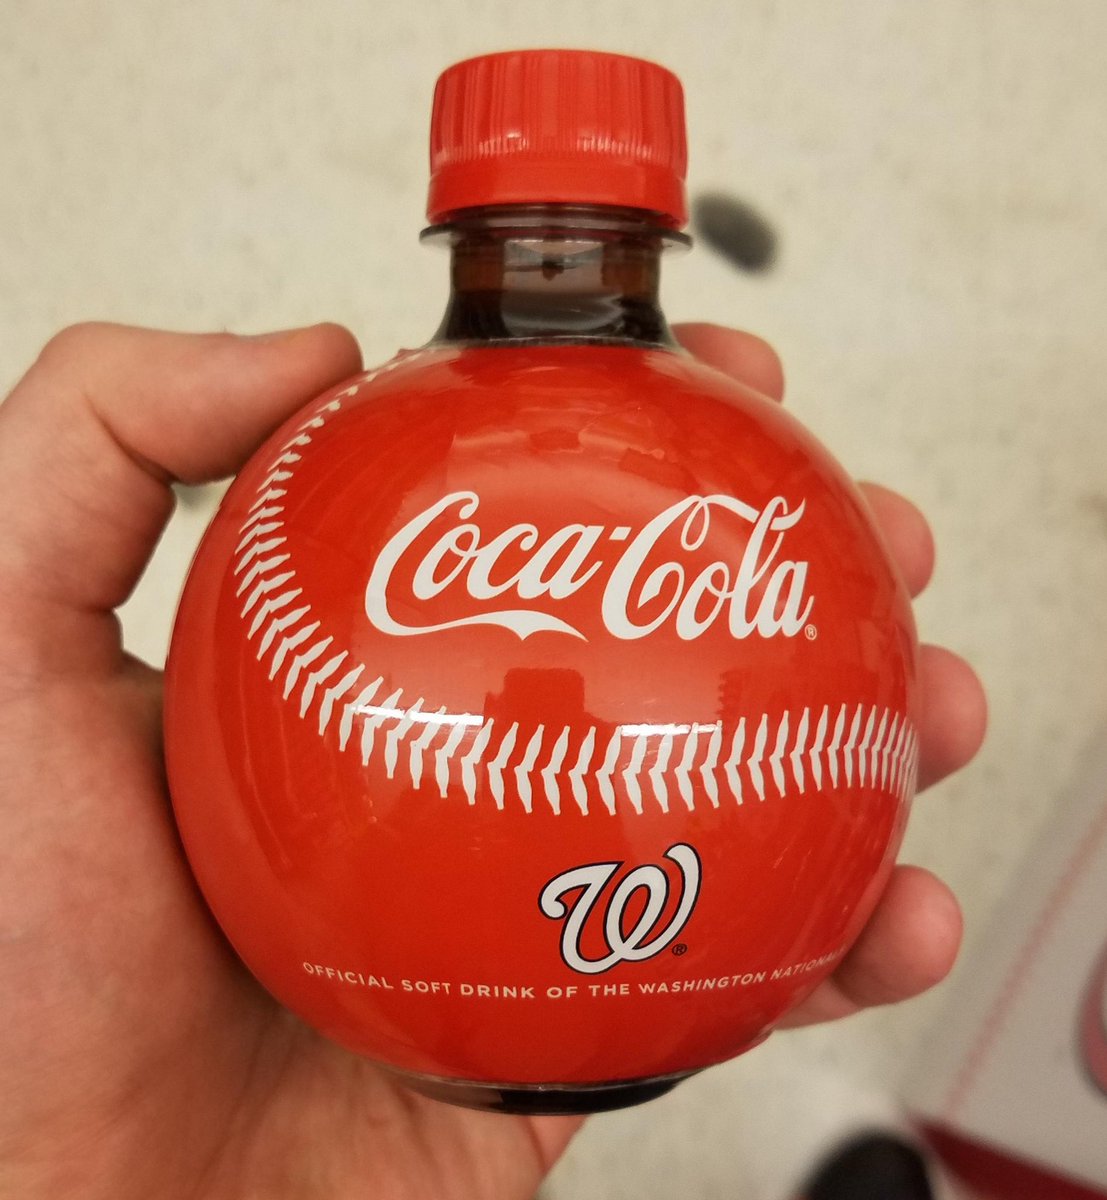 Coca-Cola®
W®
OFFICIAL SOFT DRINK OF THE WASHINGTON